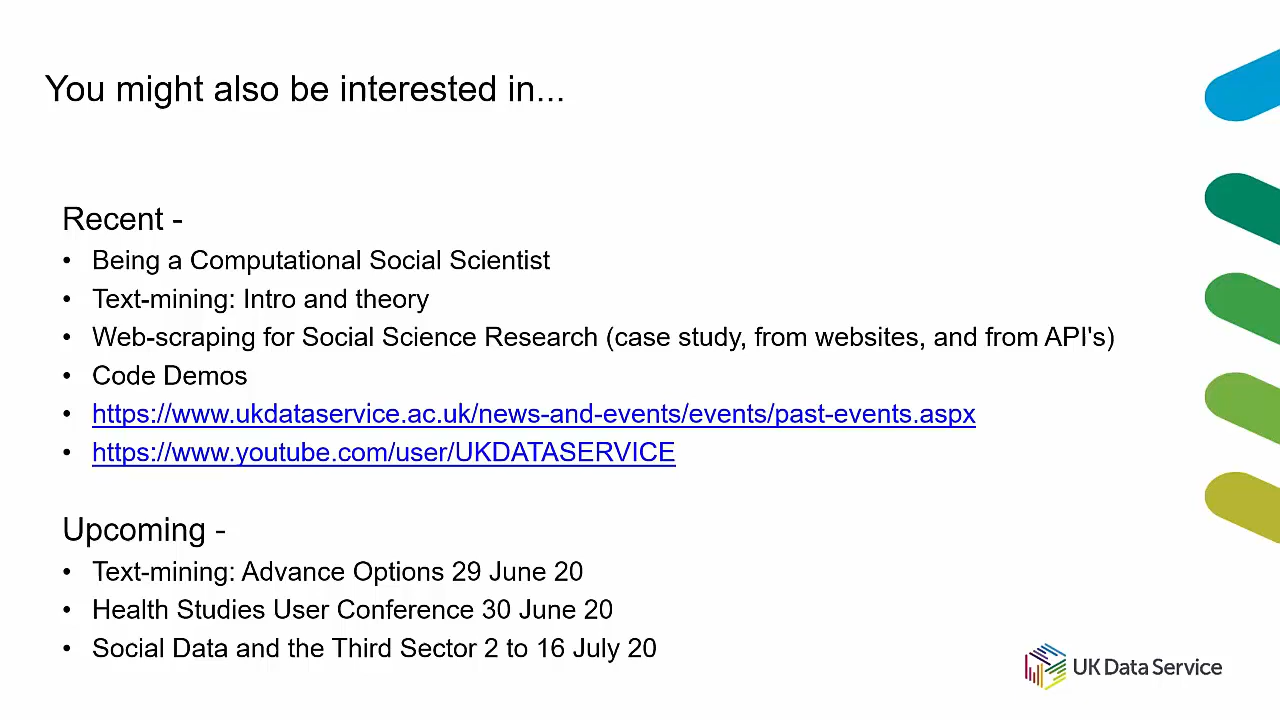 You might also be interested in...
Recent -
• Being a Computational Social Scientist
• Text-mining: Intro and theory
• Web-scraping for Social Science Research (case study, from websites, and from API's)
• Code Demos
• https://www.ukdataservice.ac.uk/news-and-events/events/past-events.aspx
• https://www.youtube.com/user/UKDATASERVICE
Upcoming -
• Text-mining: Advance Options 29 June 20
• Health Studies User Conference 30 June 20
• Social Data and the Third Sector 2 to 16 July 20
UK Data Service